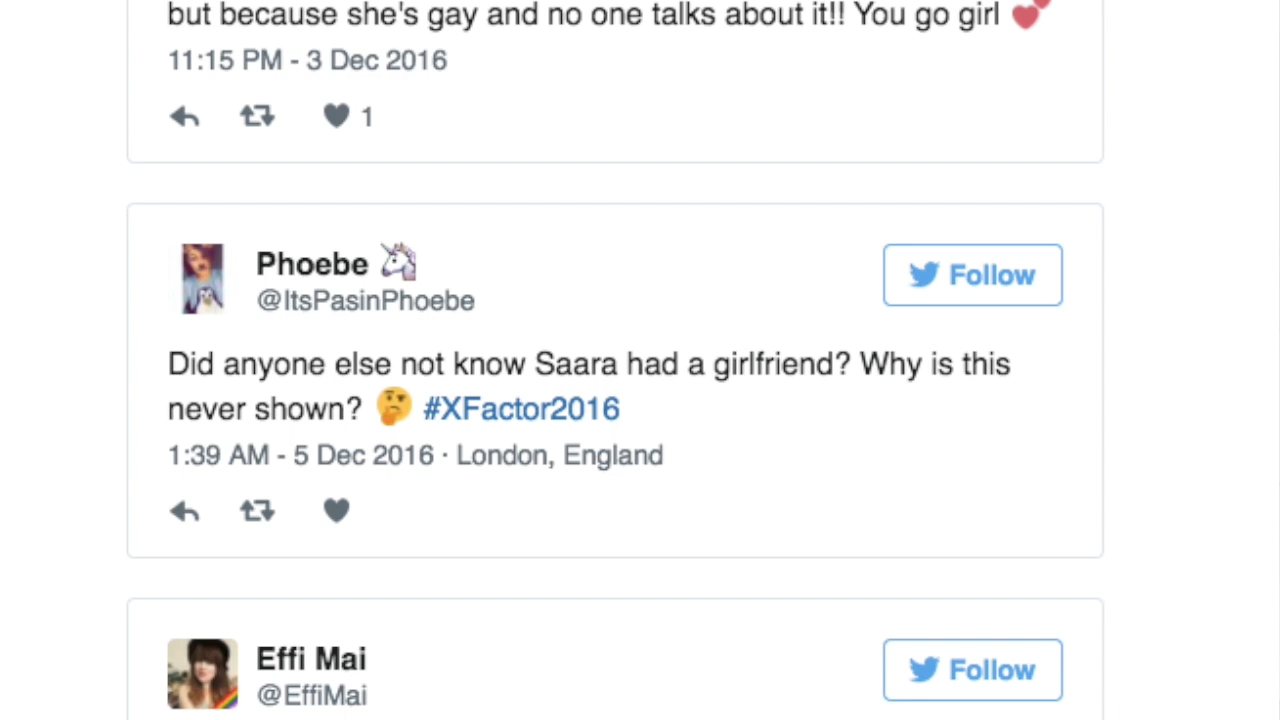 but because she's gay and no one talks about it!! You go girl 💕
11:15 PM - 3 Dec 2016
1
Phoebe 🦄
@ItsPasinPhoebe
Follow
Did anyone else not know Saara had a girlfriend? Why is this
never shown? 🤔 #XFactor2016
1:39 AM - 5 Dec 2016 · London, England
Effi Mai
@EffiMai
Follow